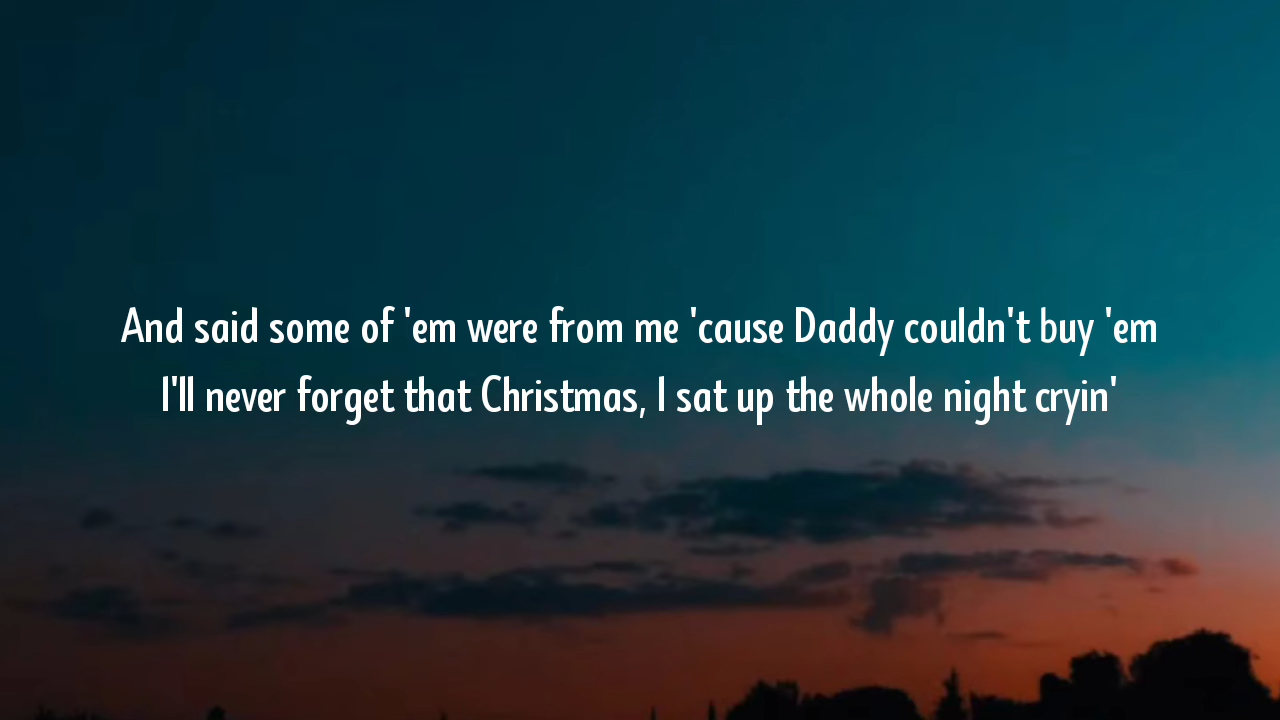 And said some of 'em were from me 'cause Daddy couldn't buy 'em
I'll never forget that Christmas, I sat up the whole night cryin'